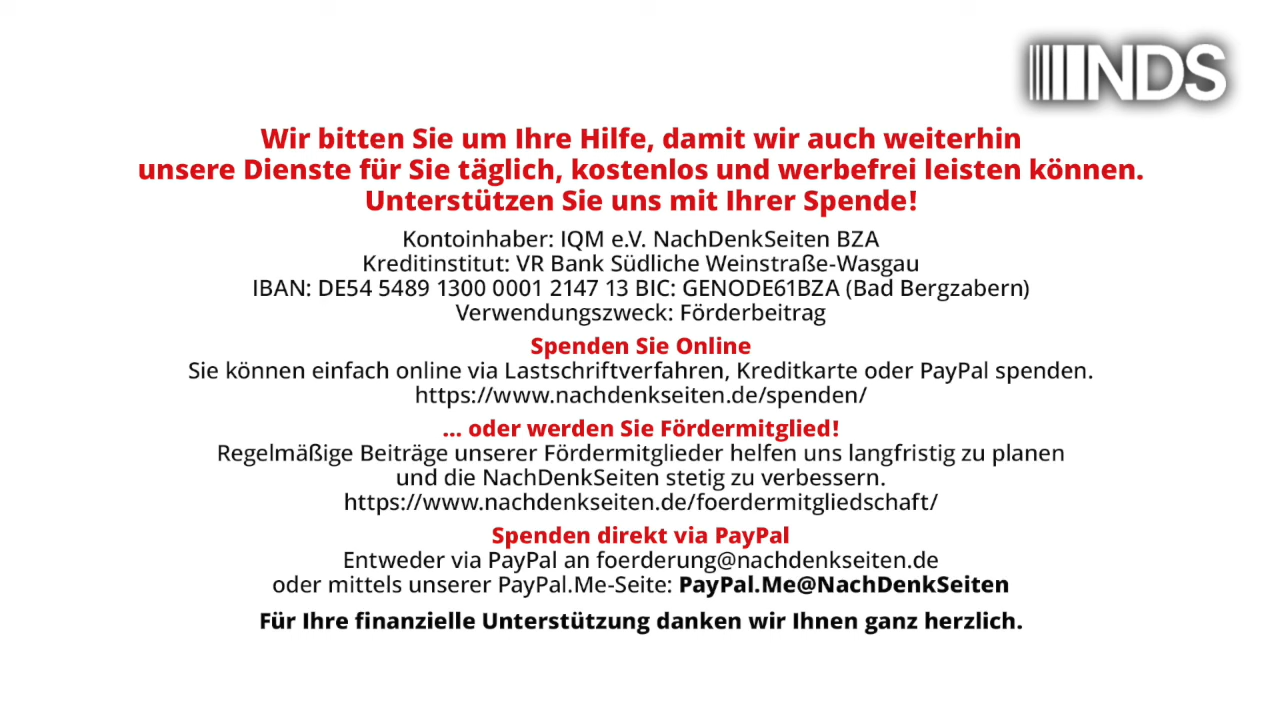 NDS
Wir bitten Sie um Ihre Hilfe, damit wir auch weiterhin
unsere Dienste für Sie täglich, kostenlos und werbefrei leisten können.
Unterstützen Sie uns mit Ihrer Spende!
Kontoinhaber: IQM e.V. NachDenkSeiten BZA
Kreditinstitut: VR Bank Südliche Weinstraße-Wasgau
IBAN: DE54 5489 1300 0001 2147 13 BIC: GENODE61BZA (Bad Bergzabern)
Verwendungszweck: Förderbeitrag
Spenden Sie Online
Sie können einfach online via Lastschriftverfahren, Kreditkarte oder PayPal spenden.
https://www.nachdenkseiten.de/spenden/
... oder werden Sie Fördermitglied!
Regelmäßige Beiträge unserer Fördermitglieder helfen uns langfristig zu planen
und die NachDenkSeiten stetig zu verbessern.
https://www.nachdenkseiten.de/foerdermitgliedschaft/
Spenden direkt via PayPal
Entweder via PayPal an foerderung@nachdenkseiten.de
oder mittels unserer PayPal.Me-Seite: PayPal.Me@NachDenkSeiten
Für Ihre finanzielle Unterstützung danken wir Ihnen ganz herzlich.